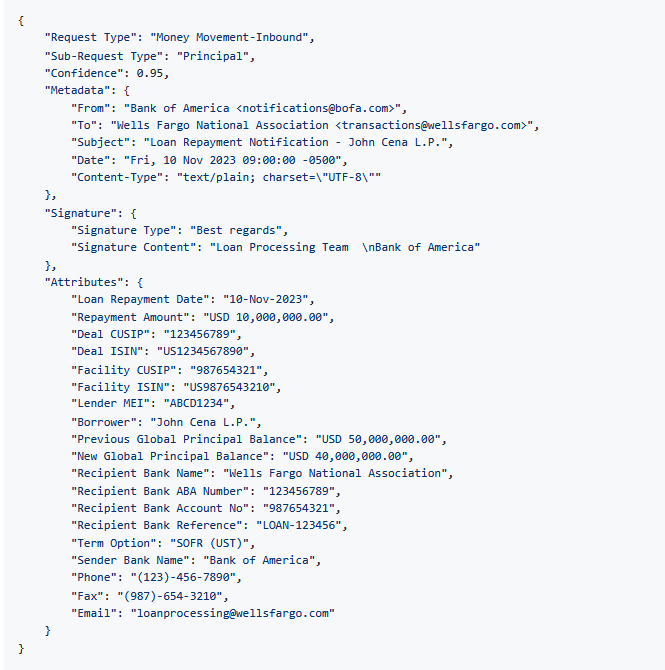 {
    "Request Type": "Money Movement-Inbound",
    "Sub-Request Type": "Principal",
    "Confidence": 0.95,
    "Metadata": {
        "From": "Bank of America <notifications@bofa.com>",
        "To": "Wells Fargo National Association <transactions@wellsfargo.com>",
        "Subject": "Loan Repayment Notification - John Cena L.P.",
        "Date": "Fri, 10 Nov 2023 09:00:00 -0500",
        "Content-Type": "text/plain; charset=\"UTF-8\""
    },
    "Signature": {
        "Signature Type": "Best regards",
        "Signature Content": "Loan Processing Team  \nBank of America"
    },
    "Attributes": {
        "Loan Repayment Date": "10-Nov-2023",
        "Repayment Amount": "USD 10,000,000.00",
        "Deal CUSIP": "123456789",
        "Deal ISIN": "US1234567890",
        "Facility CUSIP": "987654321",
        "Facility ISIN": "US9876543210",
        "Lender MEI": "ABCD1234",
        "Borrower": "John Cena L.P.",
        "Previous Global Principal Balance": "USD 50,000,000.00",
        "New Global Principal Balance": "USD 40,000,000.00",
        "Recipient Bank Name": "Wells Fargo National Association",
        "Recipient Bank ABA Number": "123456789",
        "Recipient Bank Account No": "987654321",
        "Recipient Bank Reference": "LOAN-123456",
        "Term Option": "SOFR (UST)",
        "Sender Bank Name": "Bank of America",
        "Phone": "(123)-456-7890",
        "Fax": "(987)-654-3210",
        "Email": "loanprocessing@wellsfargo.com"
    }
}